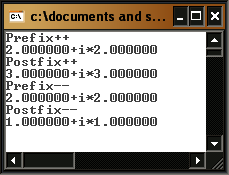 c:\documents and s...
Prefix++
2.000000+i*2.000000
Postfix++
3.000000+i*3.000000
Prefix--
2.000000+i*2.000000
Postfix--
1.000000+i*1.000000